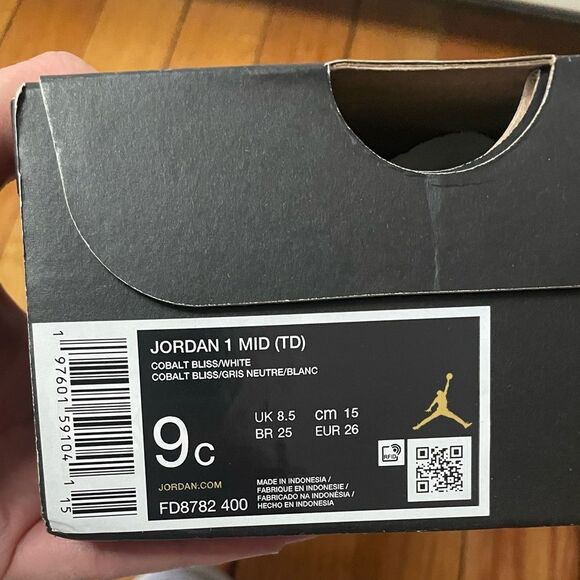 JORDAN 1 MID (TD)
COBALT BLISS/WHITE
COBALT BLISS/GRIS NEUTRE/BLANC
9C
UK 8.5 cm 15
BR 25 EUR 26
JORDAN.COM
FD8782 400
MADE IN INDONESIA /
FABRIQUE EN INDONESIE /
FABRICADO NA INDONÉSIA /
HECHO EN INDONESIA
RFID
1 97601 59104 1 15